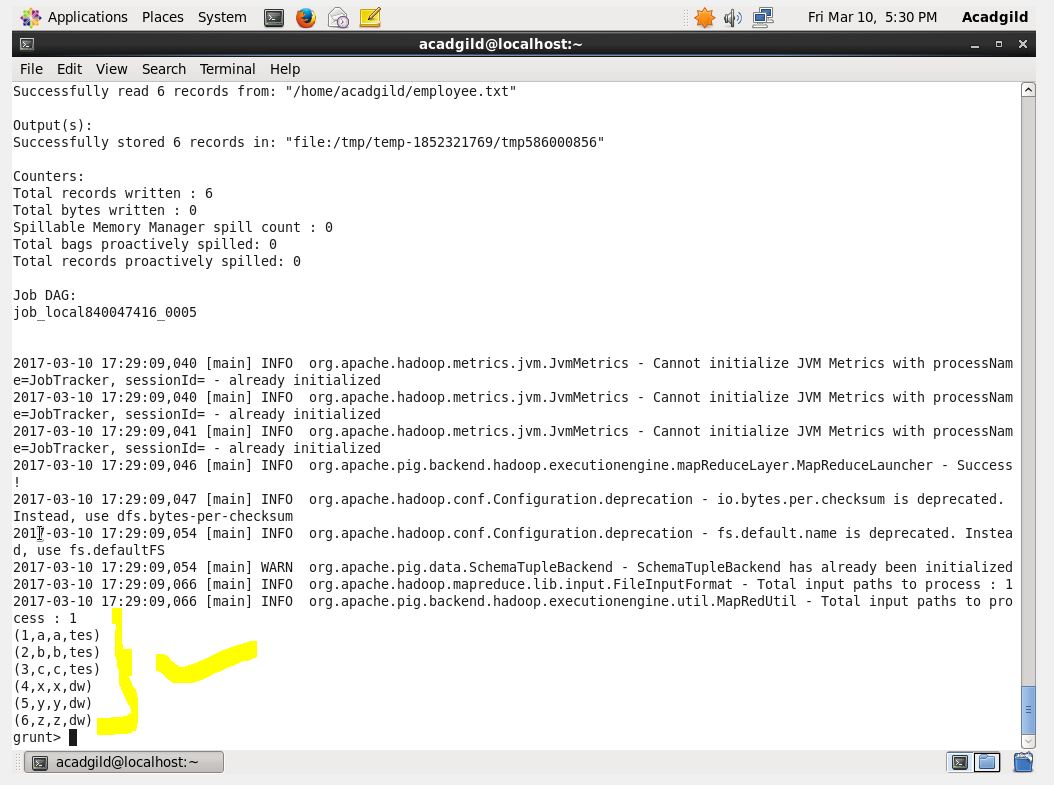 Applications Places System Fri Mar 10, 5:30 PM Acadgild
acadgild@localhost:~
File Edit View Search Terminal Help
Successfully read 6 records from: "/home/acadgild/employee.txt"
Output(s):
Successfully stored 6 records in: "file:/tmp/temp-1852321769/tmp586000856"
Counters:
Total records written : 6
Total bytes written : 0
Spillable Memory Manager spill count : 0
Total bags proactively spilled: 0
Total records proactively spilled: 0
Job DAG:
job_local840047416_0005
2017-03-10 17:29:09,040 [main] INFO  org.apache.hadoop.metrics.jvm.JvmMetrics - Cannot initialize JVM Metrics with processNam
e=JobTracker, sessionId= - already initialized
2017-03-10 17:29:09,040 [main] INFO  org.apache.hadoop.metrics.jvm.JvmMetrics - Cannot initialize JVM Metrics with processNam
e=JobTracker, sessionId= - already initialized
2017-03-10 17:29:09,041 [main] INFO  org.apache.hadoop.metrics.jvm.JvmMetrics - Cannot initialize JVM Metrics with processNam
e=JobTracker, sessionId= - already initialized
2017-03-10 17:29:09,046 [main] INFO  org.apache.pig.backend.hadoop.executionengine.mapReduceLayer.MapReduceLauncher - Success
!
2017-03-10 17:29:09,047 [main] INFO  org.apache.hadoop.conf.Configuration.deprecation - io.bytes.per.checksum is deprecated.
Instead, use dfs.bytes-per-checksum
2017-03-10 17:29:09,054 [main] INFO  org.apache.hadoop.conf.Configuration.deprecation - fs.default.name is deprecated. Instea
d, use fs.defaultFS
2017-03-10 17:29:09,054 [main] WARN  org.apache.pig.data.SchemaTupleBackend - SchemaTupleBackend has already been initialized
2017-03-10 17:29:09,066 [main] INFO  org.apache.hadoop.mapreduce.lib.input.FileInputFormat - Total input paths to process : 1
2017-03-10 17:29:09,066 [main] INFO  org.apache.pig.backend.hadoop.executionengine.util.MapRedUtil - Total input paths to pro
cess : 1
(1,a,a,tes)
(2,b,b,tes)
(3,c,c,tes)
(4,x,x,dw)
(5,y,y,dw)
(6,z,z,dw)
grunt>
acadgild@localhost:~